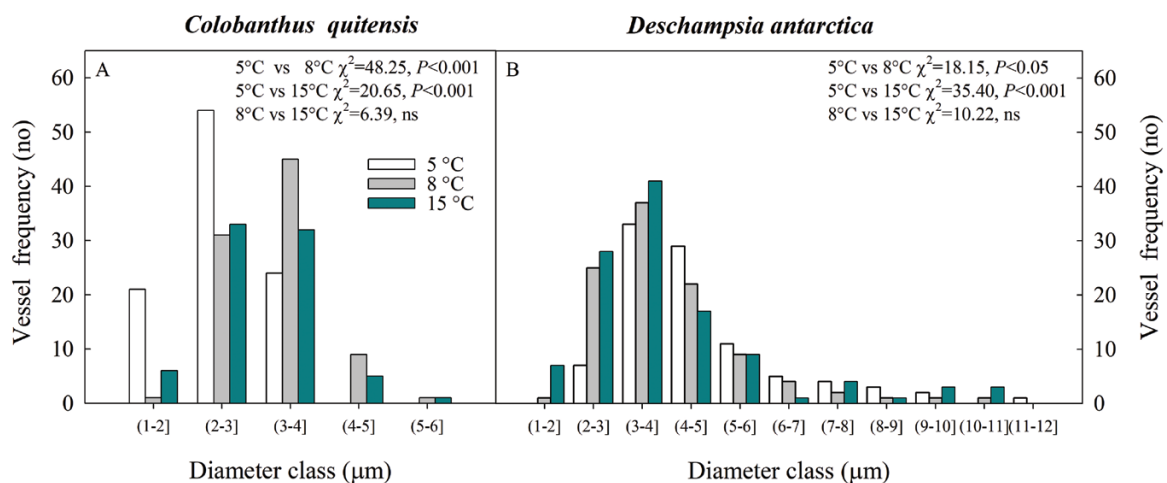 Colobanthus quitensis
Deschampsia antarctica
A
5°C vs 8°C χ²=48.25, P<0.001
5°C vs 15°C χ²=20.65, P<0.001
8°C vs 15°C χ²=6.39, ns
5 °C
8 °C
15 °C
B
5°C vs 8°C χ²=18.15, P<0.05
5°C vs 15°C χ²=35.40, P<0.001
8°C vs 15°C χ²=10.22, ns
Vessel frequency (no)
60
50
40
30
20
10
0
(1-2] (2-3] (3-4] (4-5] (5-6]
Diameter class (μm)
(1-2] (2-3] (3-4] (4-5] (5-6] (6-7] (7-8] (8-9] (9-10] (10-11] (11-12]
Diameter class (μm)
60
50
40
30
20
10
0
Vessel frequency (no)